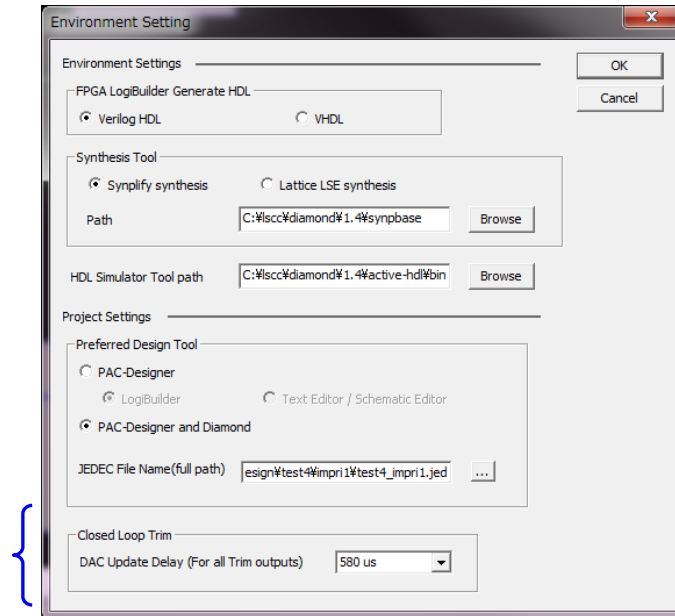 Environment Setting
Environment Settings
OK
FPGA LogiBuilder Generate HDL
Cancel
Verilog HDL
VHDL
Synthesis Tool
Synplify synthesis
Lattice LSE synthesis
Path
C:¥lscc¥diamond¥1.4¥synpbase
Browse
HDL Simulator Tool path
C:¥lscc¥diamond¥1.4¥active-hdl¥bin
Browse
Project Settings
Preferred Design Tool
PAC-Designer
LogiBuilder
Text Editor / Schematic Editor
PAC-Designer and Diamond
JEDEC File Name(full path)
esign¥test4¥impri1¥test4_impri1.jed
...
Closed Loop Trim
DAC Update Delay (For all Trim outputs)
580 us